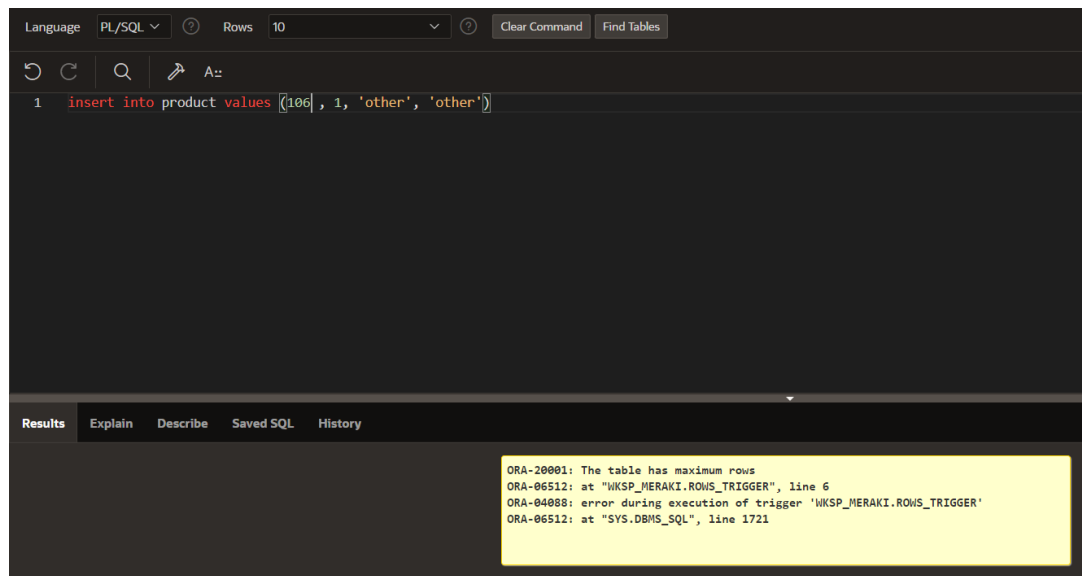 Language PL/SQL ? Rows 10 ? Clear Command Find Tables
A::
1 insert into product values (106 , 1, 'other', 'other')
Results Explain Describe Saved SQL History
ORA-20001: The table has maximum rows
ORA-06512: at "WKSP_MERAKI.ROWS_TRIGGER", line 6
ORA-04088: error during execution of trigger 'WKSP_MERAKI.ROWS_TRIGGER'
ORA-06512: at "SYS.DBMS_SQL", line 1721